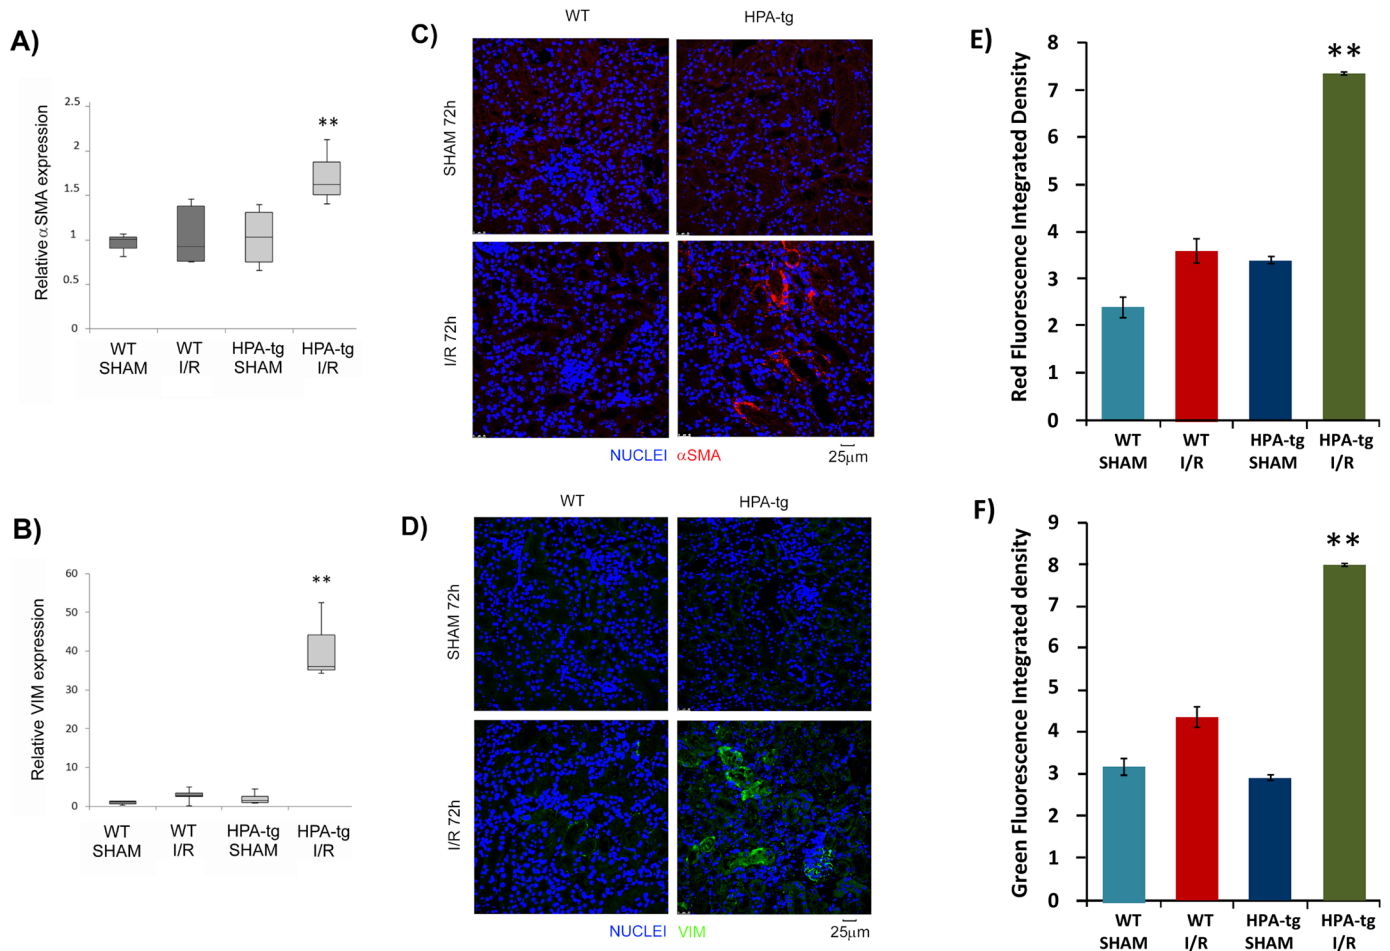 A)
Relative αSMA expression
2.5
2
1.5
1
0.5
0
WT SHAM
WT I/R
HPA-tg SHAM
HPA-tg I/R
**
B)
Relative VIM expression
60
50
40
30
20
10
0
WT SHAM
WT I/R
HPA-tg SHAM
HPA-tg I/R
**
C)
WT
HPA-tg
SHAM 72h
I/R 72h
NUCLEI αSMA
25μm
D)
WT
HPA-tg
SHAM 72h
I/R 72h
NUCLEI VIM
25μm
E)
Red Fluorescence Integrated Density
8
7
6
5
4
3
2
1
0
WT SHAM
WT I/R
HPA-tg SHAM
HPA-tg I/R
**
F)
Green Fluorescence Integrated density
9
8
7
6
5
4
3
2
1
0
WT SHAM
WT I/R
HPA-tg SHAM
HPA-tg I/R
**